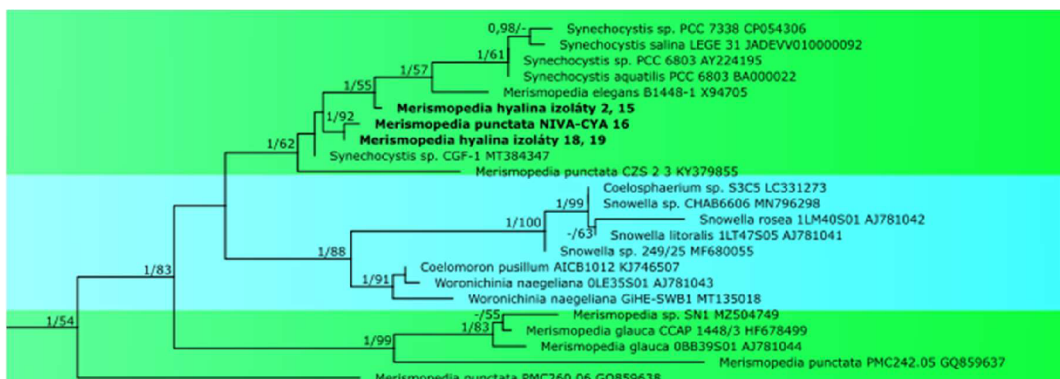 0,98/-
Synechocystis sp. PCC 7338 CP054306
Synechocystis salina LEGE 31 JADEVV010000092
1/61
Synechocystis sp. PCC 6803 AY224195
1/57
Synechocystis aquatilis PCC 6803 BA000022
1/55
Merismopedia elegans B1448-1 X94705
Merismopedia hyalina izoláty 2, 15
1/92
Merismopedia punctata NIVA-CYA 16
1/62
Merismopedia hyalina izoláty 18, 19
Synechocystis sp. CGF-1 MT384347
Merismopedia punctata CZS 2 3 KY379855
Coelosphaerium sp. S3C5 LC331273
1/99
Snowella sp. CHAB6606 MN796298
Snowella rosea 1LM40S01 AJ781042
1/100
-/63
Snowella litoralis 1LT47S05 AJ781041
1/88
Snowella sp. 249/25 MF680055
Coelomoron pusillum AICB1012 KJ746507
1/83
1/91
Woronichinia naegeliana 0LE35S01 AJ781043
Woronichinia naegeliana GiHE-SWB1 MT135018
1/54
-/55
Merismopedia sp. SN1 MZ504749
1/83
Merismopedia glauca CCAP 1448/3 HF678499
1/99
Merismopedia glauca 0BB39S01 AJ781044
Merismopedia punctata PMC242.05 GQ859637
Merismopedia punctata PMC260.06 GQ859638